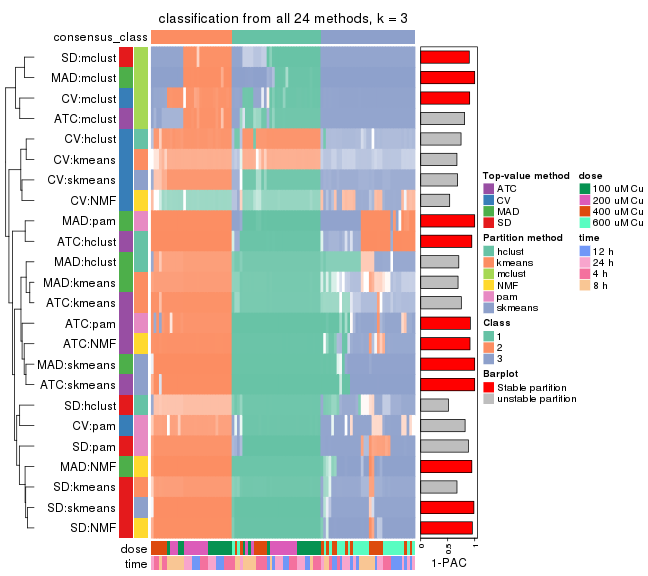 classification from all 24 methods, k = 3
consensus_class
SD:mclust
MAD:mclust
CV:mclust
ATC:mclust
CV:hclust
CV:kmeans
CV:skmeans
CV:NMF
MAD:pam
ATC:hclust
MAD:hclust
MAD:kmeans
ATC:kmeans
ATC:pam
ATC:NMF
MAD:skmeans
ATC:skmeans
SD:hclust
CV:pam
SD:pam
MAD:NMF
SD:kmeans
SD:skmeans
SD:NMF
dose
time
0
0.5
1
1-PAC
Top-value method
ATC
CV
MAD
SD
Partition method
hclust
kmeans
mclust
NMF
pam
skmeans
Class
1
2
3
Barplot
Stable partition
unstable partition
dose
100 uM Cu
200 uM Cu
400 uM Cu
600 uM Cu
time
12 h
24 h
4 h
8 h